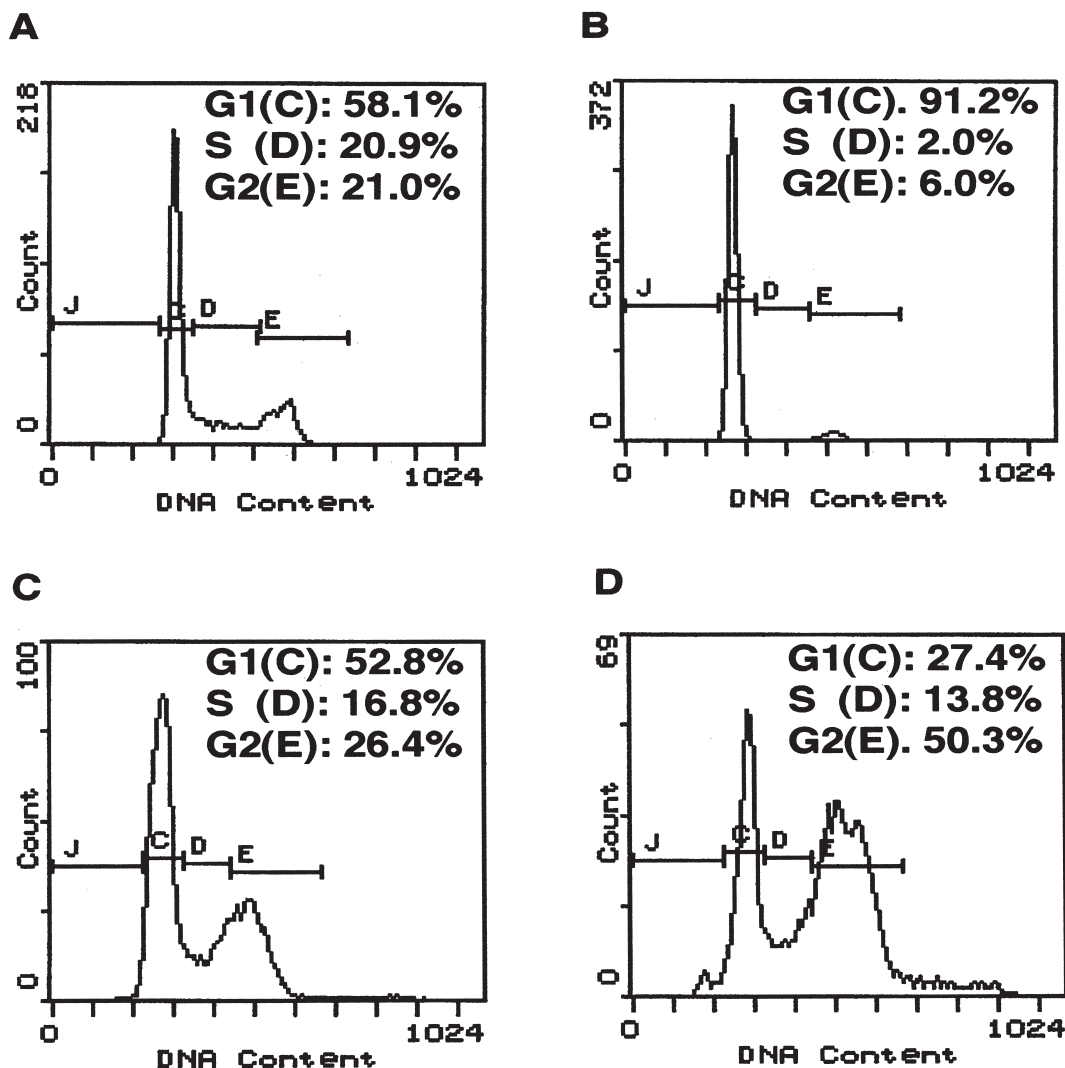 A
218
G1(C): 58.1%
S (D): 20.9%
G2(E): 21.0%
Count
J
C
D
E
0
0
1024
DNA Content
B
372
G1(C). 91.2%
S (D): 2.0%
G2(E): 6.0%
Count
J
C
D
E
0
0
1024
DNA Content
C
100
G1(C): 52.8%
S (D): 16.8%
G2(E): 26.4%
Count
J
C
D
E
0
0
1024
DNA Content
D
69
G1(C): 27.4%
S (D): 13.8%
G2(E). 50.3%
Count
J
C
D
E
0
0
1024
DNA Content